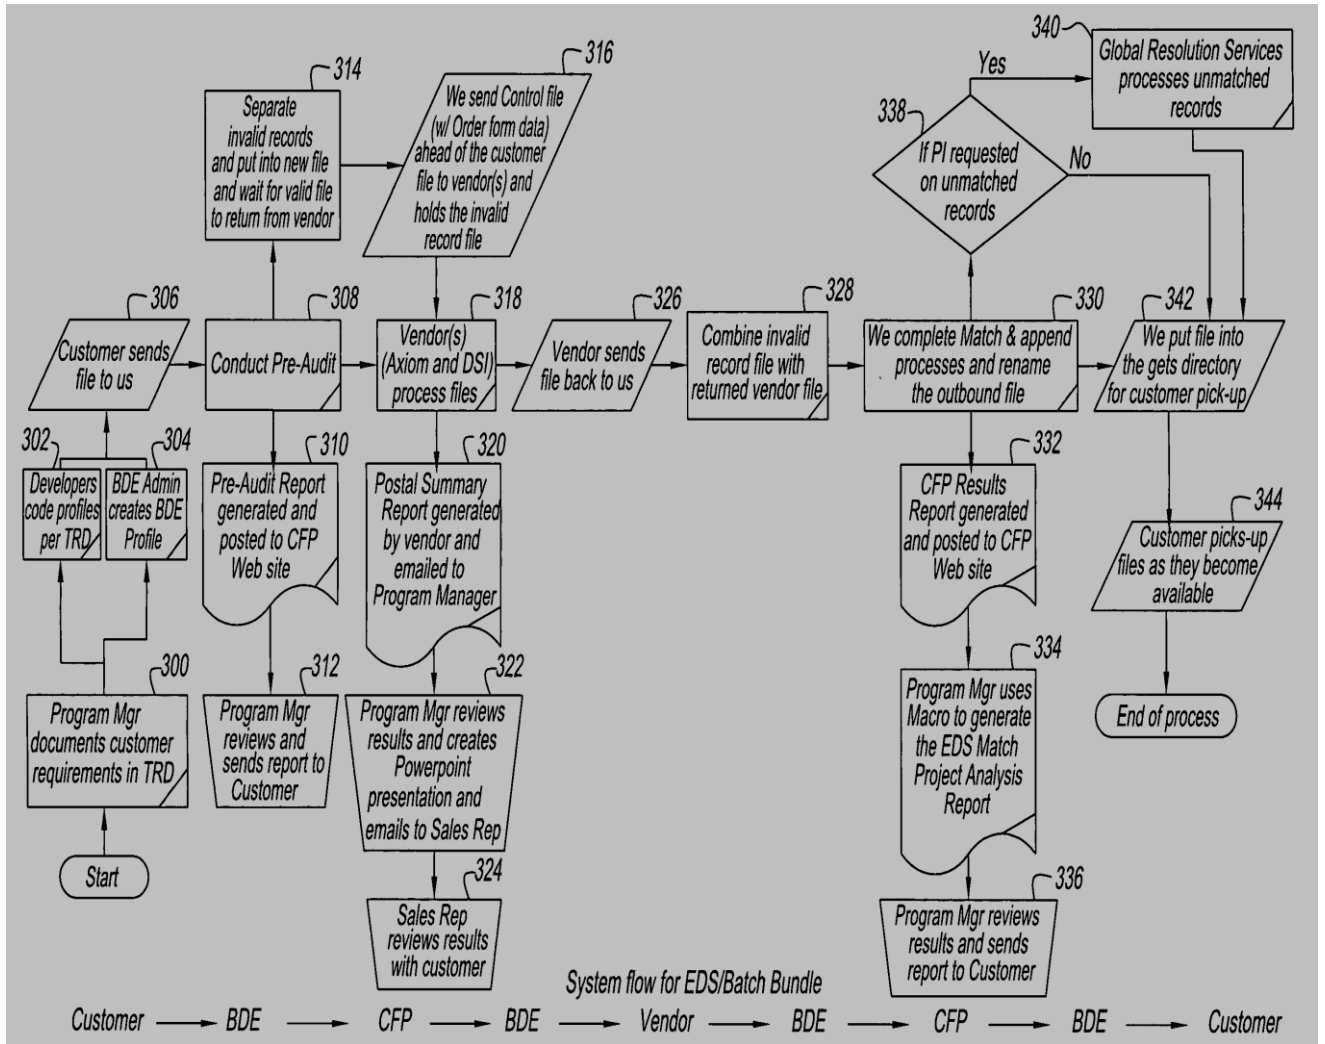 314
Separate
invalid records
and put into new file
and wait for valid file
to return from vendor
316
We send Control file
(w/ Order form data)
ahead of the customer
file to vendor(s) and
holds the invalid
record file
338
If PI requested
on unmatched
records
Yes
No
340
Global Resolution Services
processes unmatched
records
306
Customer sends
file to us
308
Conduct Pre-Audit
318
Vendor(s)
(Axiom and DSI)
process files
326
Vendor sends
file back to us
328
Combine invalid
record file with
returned vendor file
330
We complete Match & append
processes and rename
the outbound file
342
We put file into
the gets directory
for customer pick-up
302
Developers
code profiles
per TRD
304
BDE Admin
creates BDE
Profile
310
Pre-Audit Report
generated and
posted to CFP
Web site
320
Postal Summary
Report generated
by vendor and
emailed to
Program Manager
332
CFP Results
Report generated
and posted to CFP
Web site
344
Customer picks-up
files as they become
available
300
Program Mgr
documents customer
requirements in TRD
312
Program Mgr
reviews and
sends report to
Customer
322
Program Mgr reviews
results and creates
Powerpoint
presentation and
emails to Sales Rep
334
Program Mgr uses
Macro to generate
the EDS Match
Project Analysis
Report
End of process
Start
324
Sales Rep
reviews results
with customer
336
Program Mgr reviews
results and sends
report to Customer
System flow for EDS/Batch Bundle
Customer BDE CFP BDE Vendor BDE CFP BDE Customer